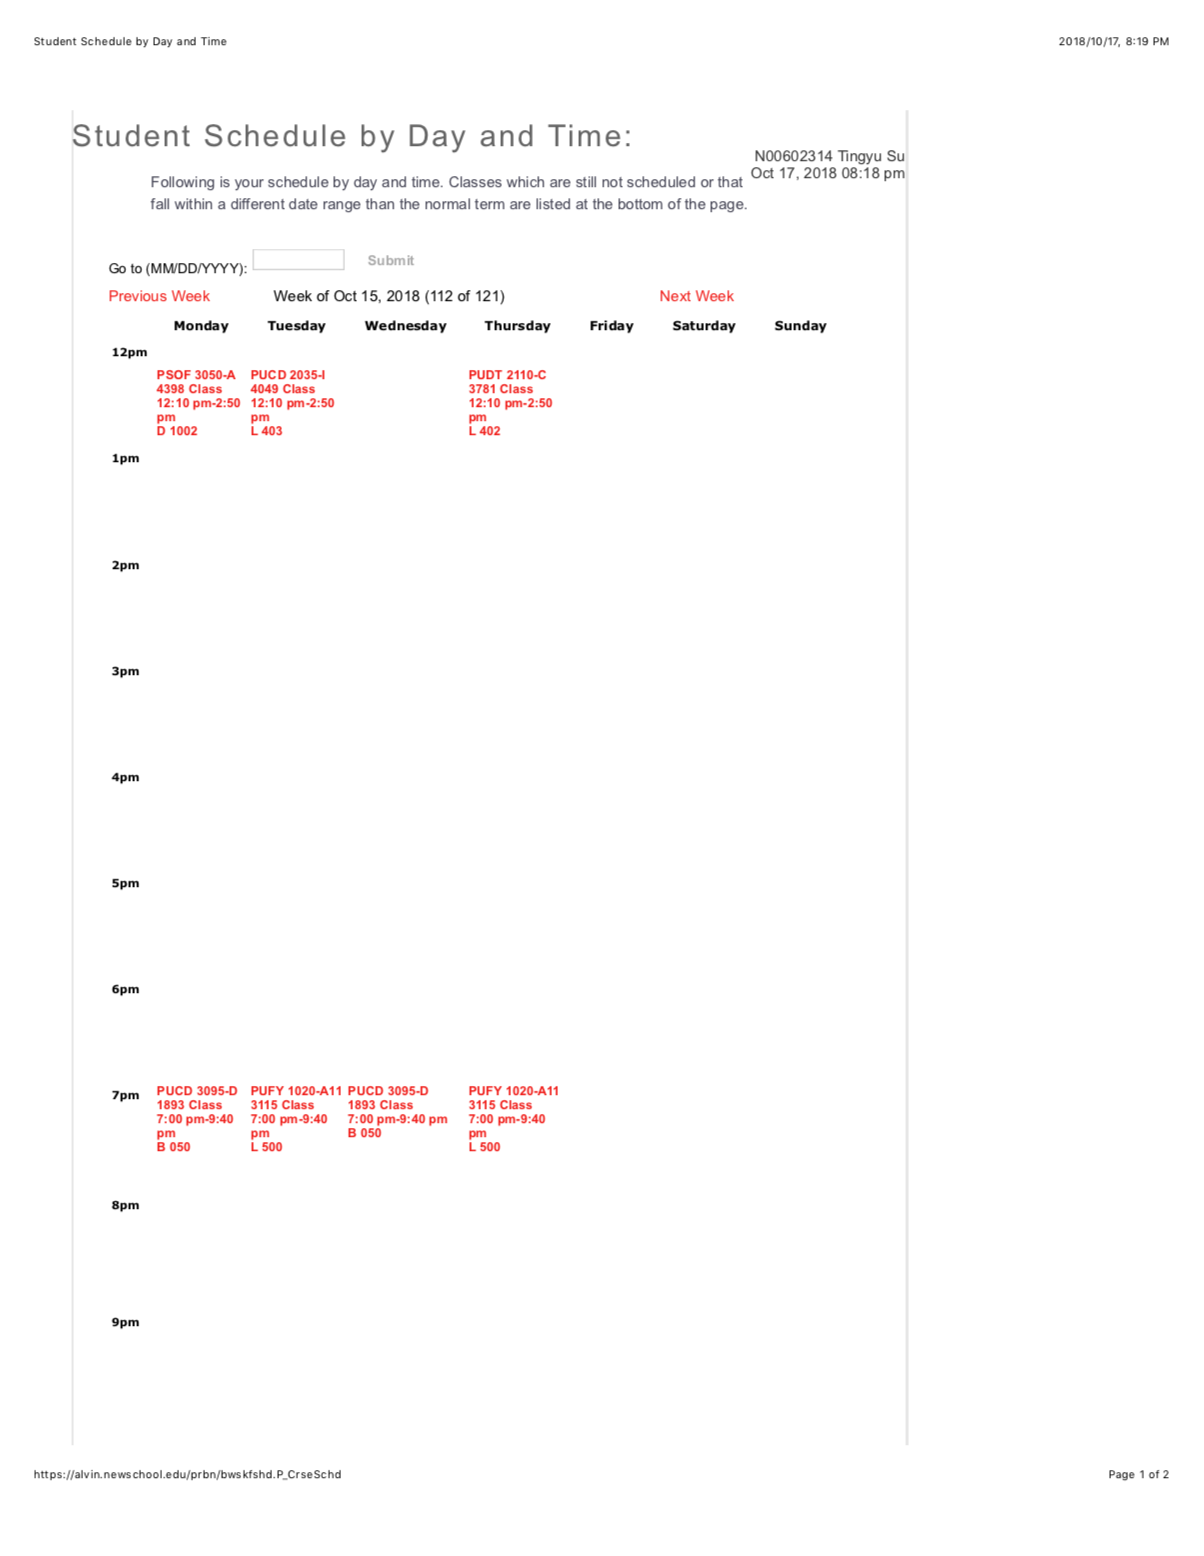 Student Schedule by Day and Time
2018/10/17, 8:19 PM
Student Schedule by Day and Time:
N00602314 Tingyu Su
Oct 17, 2018 08:18 pm
Following is your schedule by day and time. Classes which are still not scheduled or that
fall within a different date range than the normal term are listed at the bottom of the page.
Go to (MM/DD/YYYY):
Submit
Previous Week
Week of Oct 15, 2018 (112 of 121)
Next Week
Monday Tuesday Wednesday Thursday Friday Saturday Sunday
12pm
PSOF 3050-A
4398 Class
12:10 pm-2:50
pm
D 1002
PUCD 2035-I
4049 Class
12:10 pm-2:50
pm
L 403
PUDT 2110-C
3781 Class
12:10 pm-2:50
pm
L 402
1pm
2pm
3pm
4pm
5pm
6pm
7pm
PUCD 3095-D
1893 Class
7:00 pm-9:40
pm
B 050
PUFY 1020-A11
3115 Class
7:00 pm-9:40
pm
L 500
PUCD 3095-D
1893 Class
7:00 pm-9:40 pm
B 050
PUFY 1020-A11
3115 Class
7:00 pm-9:40
pm
L 500
8pm
9pm
https://alvin.newschool.edu/prbn/bwskfshd.P_CrseSchd
Page 1 of 2